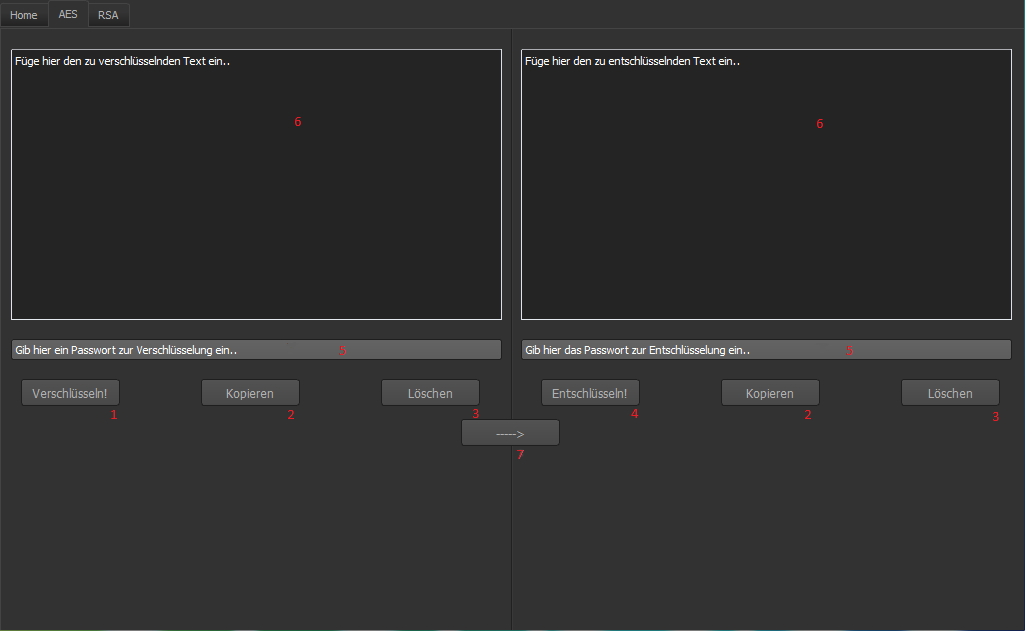 Home AES RSA
Füge hier den zu verschlüsselnden Text ein..
6
Gib hier ein Passwort zur Verschlüsselung ein.. 5
Verschlüsseln! Kopieren Löschen
1 2 3
Füge hier den zu entschlüsselnden Text ein..
6
Gib hier das Passwort zur Entschlüsselung ein.. 5
Entschlüsseln! Kopieren Löschen
4 2 3
----->
7